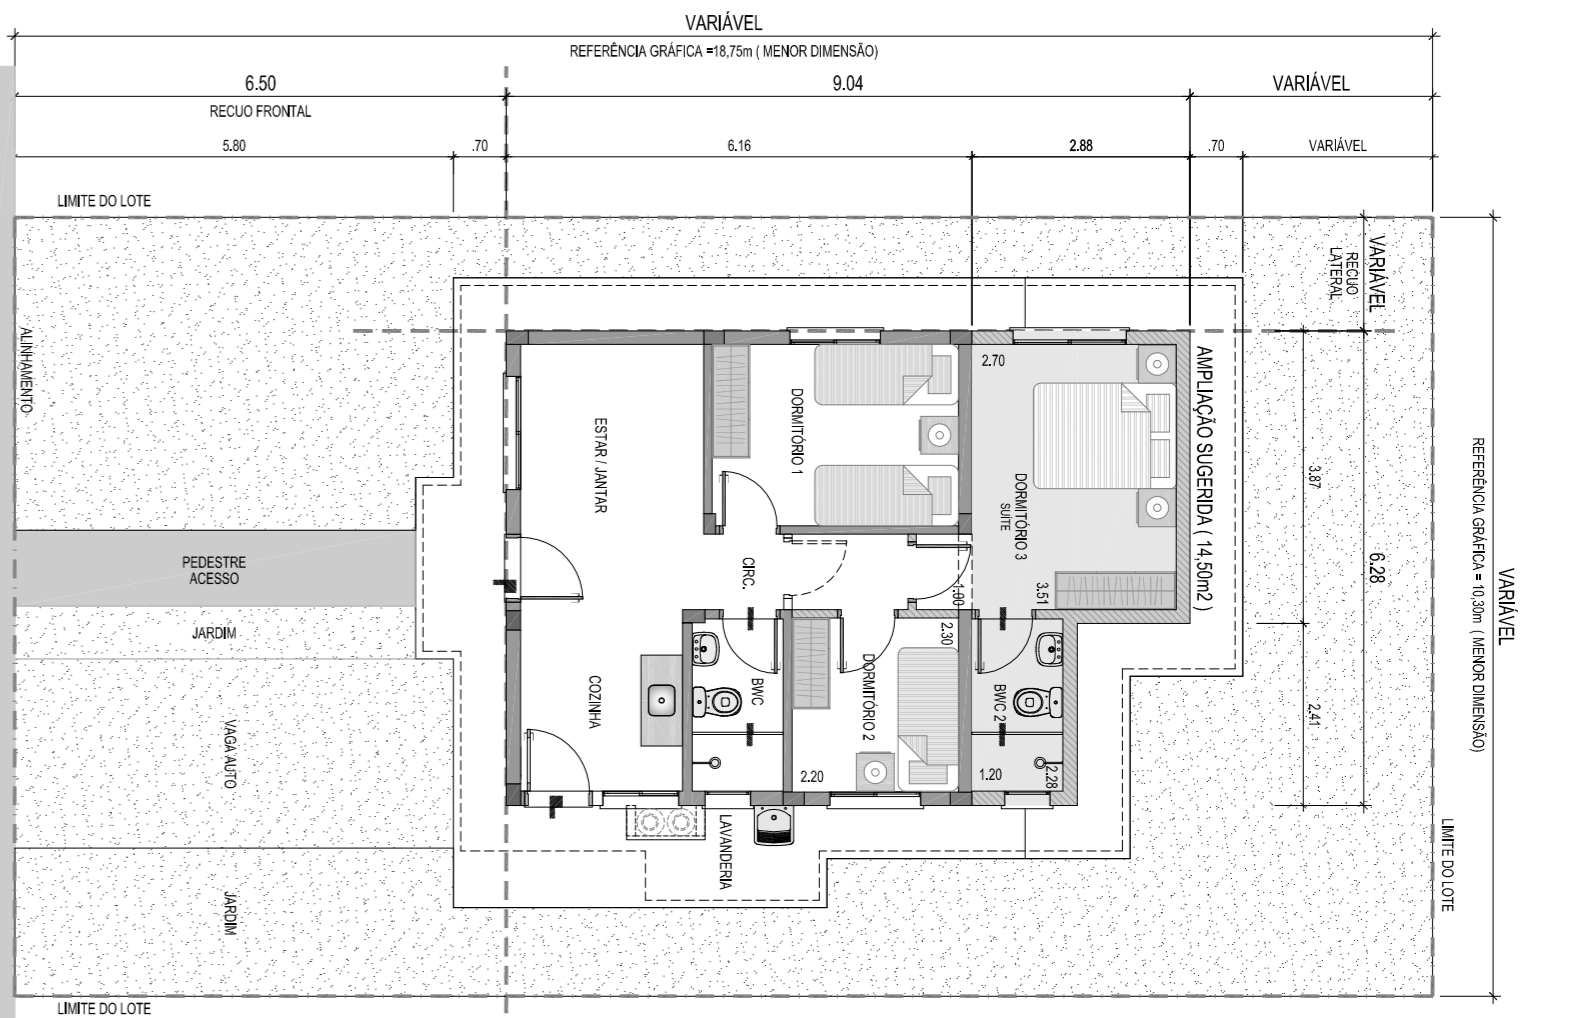 VARIÁVEL
REFERÊNCIA GRÁFICA =18,75m ( MENOR DIMENSÃO)
6.50
9.04
VARIÁVEL
RECUO FRONTAL
5.80
.70
6.16
2.88
.70
VARIÁVEL
LIMITE DO LOTE
VARIÁVEL
RECUO
LATERAL
ALINHAMENTO
2.70
AMPLIAÇÃO SUGERIDA ( 14,50m2 )
DORMITÓRIO 1
ESTAR / JANTAR
DORMITÓRIO 3
SUÍTE
3.87
6.28
REFERÊNCIA GRÁFICA = 10,30m ( MENOR DIMENSÃO)
VARIÁVEL
PEDESTRE
ACESSO
CIRC.
1.00
3.51
JARDIM
2.30
COZINHA
BWC
DORMITÓRIO 2
BWC 2
2.41
VAGA AUTO
2.20
1.20
2.28
LAVANDERIA
LIMITE DO LOTE
JARDIM
LIMITE DO LOTE